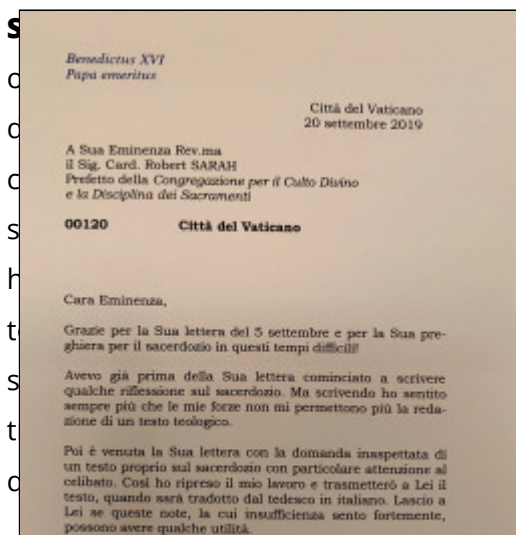 Benedictus XVI
Papa emeritus
Città del Vaticano
20 settembre 2019
A Sua Eminenza Rev.ma
il Sig. Card. Robert SARAH
Prefetto della Congregazione per il Culto Divino
e la Disciplina dei Sacramenti
00120 Città del Vaticano
Cara Eminenza,
Grazie per la Sua lettera del 5 settembre e per la Sua pre-
ghiera per il sacerdozio in questi tempi difficili!
Avevo già prima della Sua lettera cominciato a scrivere
qualche riflessione sul sacerdozio. Ma scrivendo ho sentito
sempre più che le mie forze non mi permettono più la reda-
zione di un testo teologico.
Poi è venuta la Sua lettera con la domanda inaspettata di
un testo proprio sul sacerdozio con particolare attenzione al
celibato. Così ho ripreso il mio lavoro e trasmetterò a Lei il
testo, quando sarà tradotto dal tedesco in italiano. Lascio a
Lei se queste note, la cui insufficienza sento fortemente,
possono avere qualche utilità.